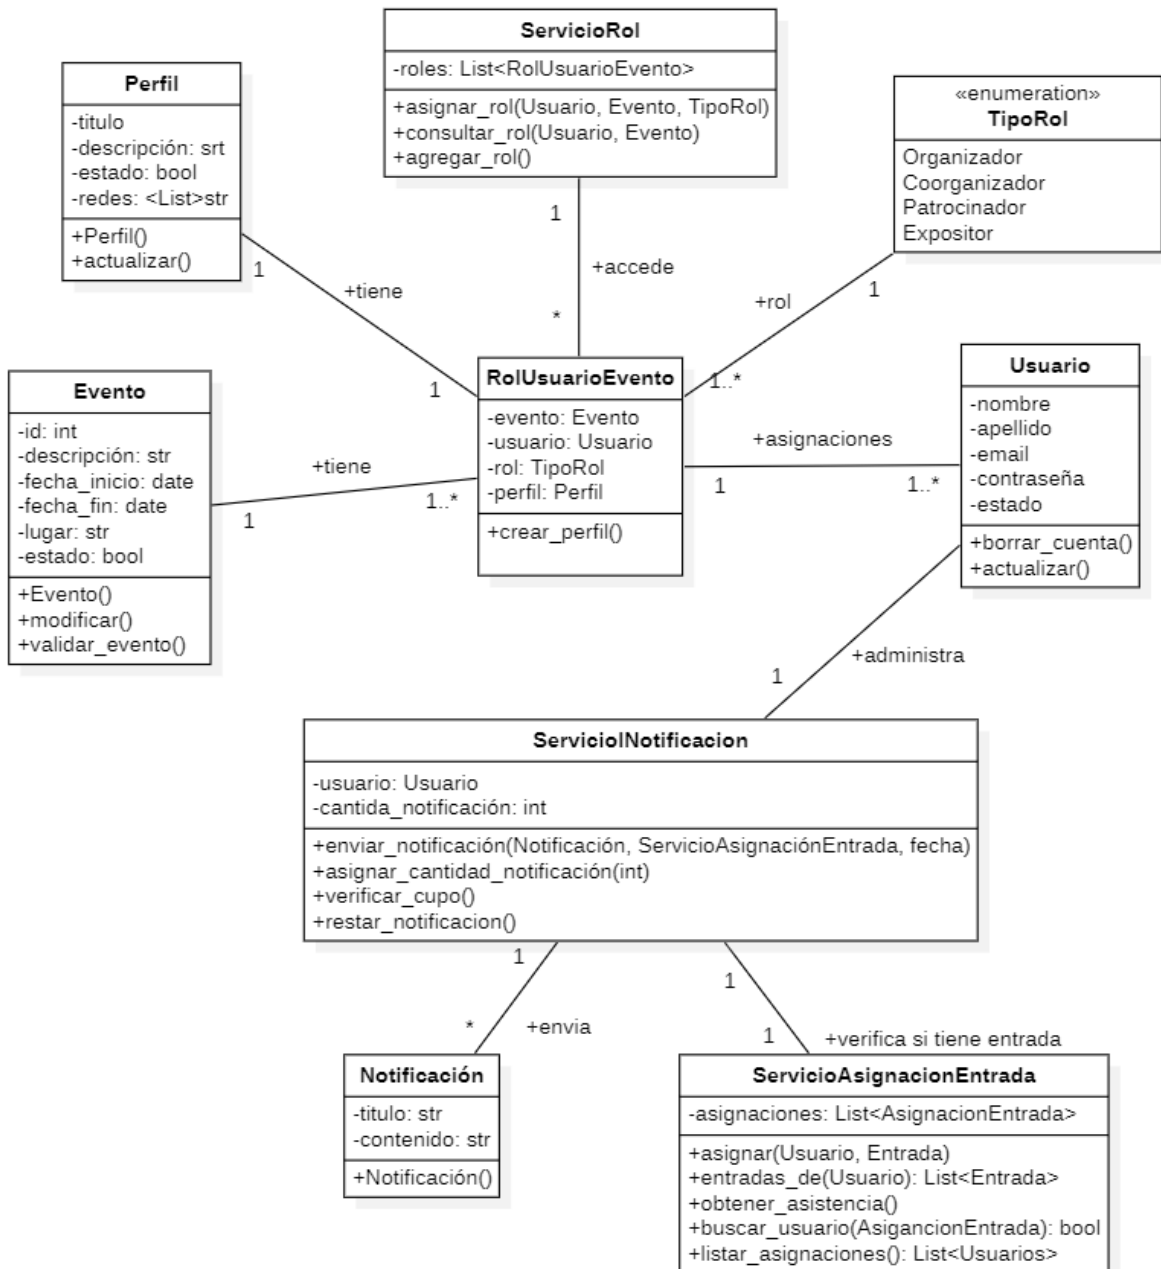 ServicioRol
-roles: List<RolUsuarioEvento>
+asignar_rol(Usuario, Evento, TipoRol)
+consultar_rol(Usuario, Evento)
+agregar_rol()
Perfil
-titulo
-descripción: srt
-estado: bool
-redes: <List>str
+Perfil()
+actualizar()
«enumeration»
TipoRol
Organizador
Coorganizador
Patrocinador
Expositor
1
+accede
*
1
+tiene
1
1
+rol
1..*
Evento
-id: int
-descripción: str
-fecha_inicio: date
-fecha_fin: date
-lugar: str
-estado: bool
+Evento()
+modificar()
+validar_evento()
+tiene
1
1..*
RolUsuarioEvento
-evento: Evento
-usuario: Usuario
-rol: TipoRol
-perfil: Perfil
+crear_perfil()
+asignaciones
1
1..*
Usuario
-nombre
-apellido
-email
-contraseña
-estado
+borrar_cuenta()
+actualizar()
+administra
1
ServicioINotificacion
-usuario: Usuario
-cantida_notificación: int
+enviar_notificación(Notificación, ServicioAsignaciónEntrada, fecha)
+asignar_cantidad_notificación(int)
+verificar_cupo()
+restar_notificacion()
1
*
+envia
1
1
+verifica si tiene entrada
Notificación
-titulo: str
-contenido: str
+Notificación()
ServicioAsignacionEntrada
-asignaciones: List<AsignacionEntrada>
+asignar(Usuario, Entrada)
+entradas_de(Usuario): List<Entrada>
+obtener_asistencia()
+buscar_usuario(AsigancionEntrada): bool
+listar_asignaciones(): List<Usuarios>